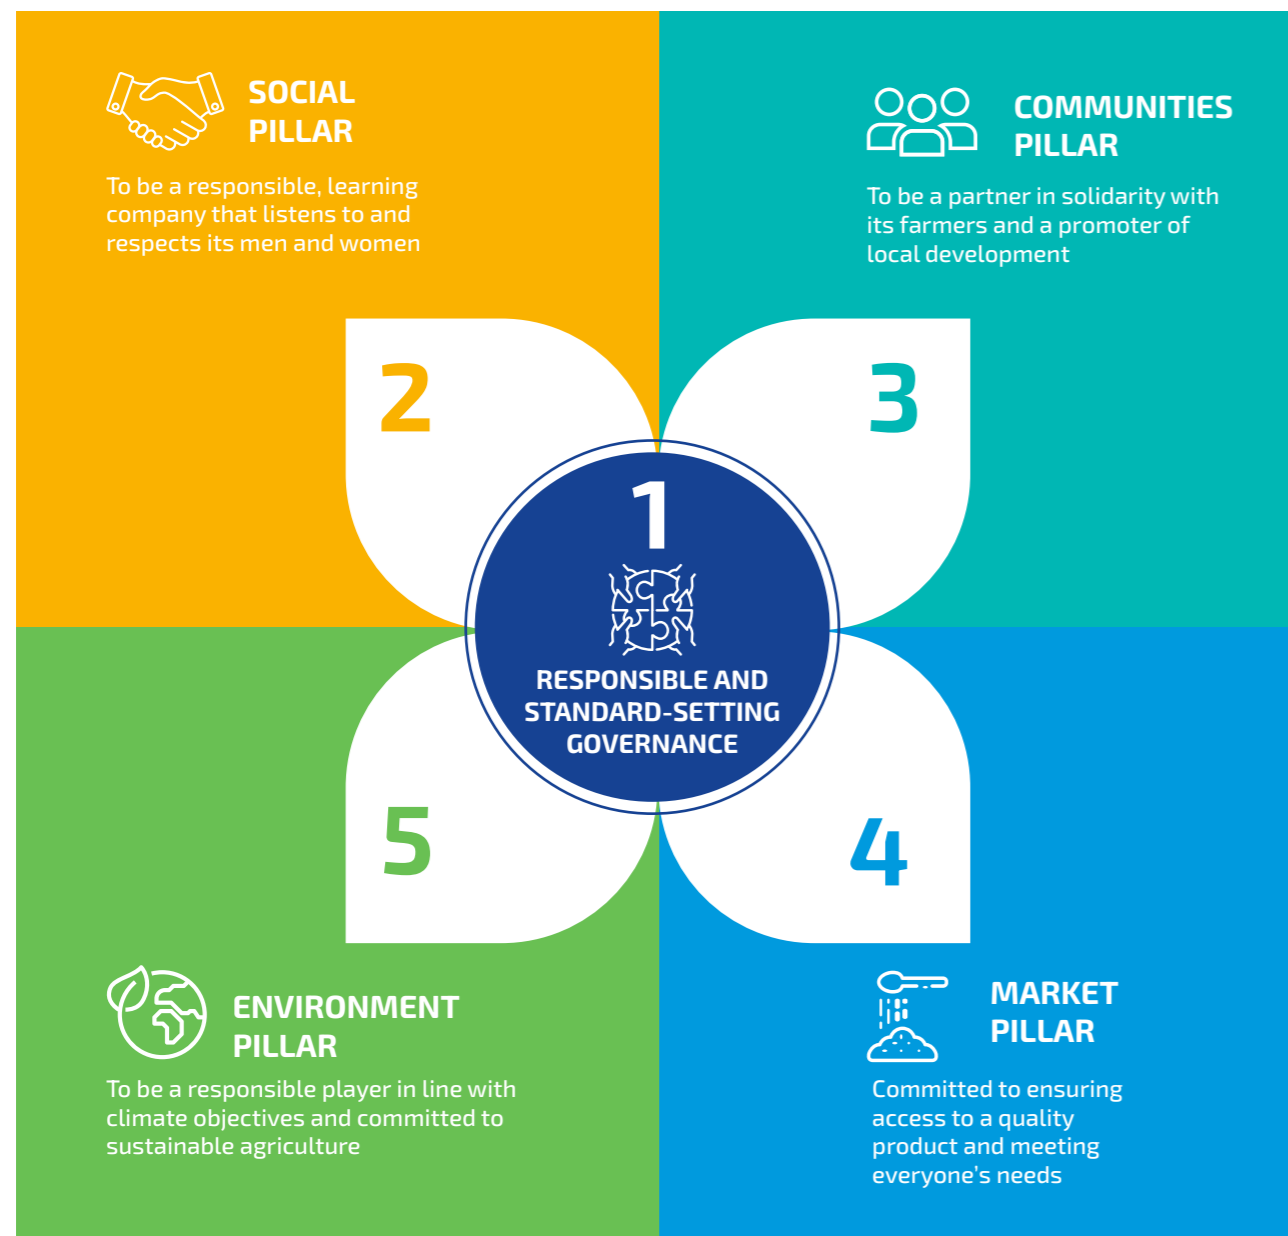 SOCIAL
PILLAR
To be a responsible, learning
company that listens to and
respects its men and women
COMMUNITIES
PILLAR
To be a partner in solidarity with
its farmers and a promoter of
local development
2
3
1
RESPONSIBLE AND
STANDARD-SETTING
GOVERNANCE
5
4
ENVIRONMENT
PILLAR
To be a responsible player in line with
climate objectives and committed to
sustainable agriculture
MARKET
PILLAR
Committed to ensuring
access to a quality
product and meeting
everyone's needs